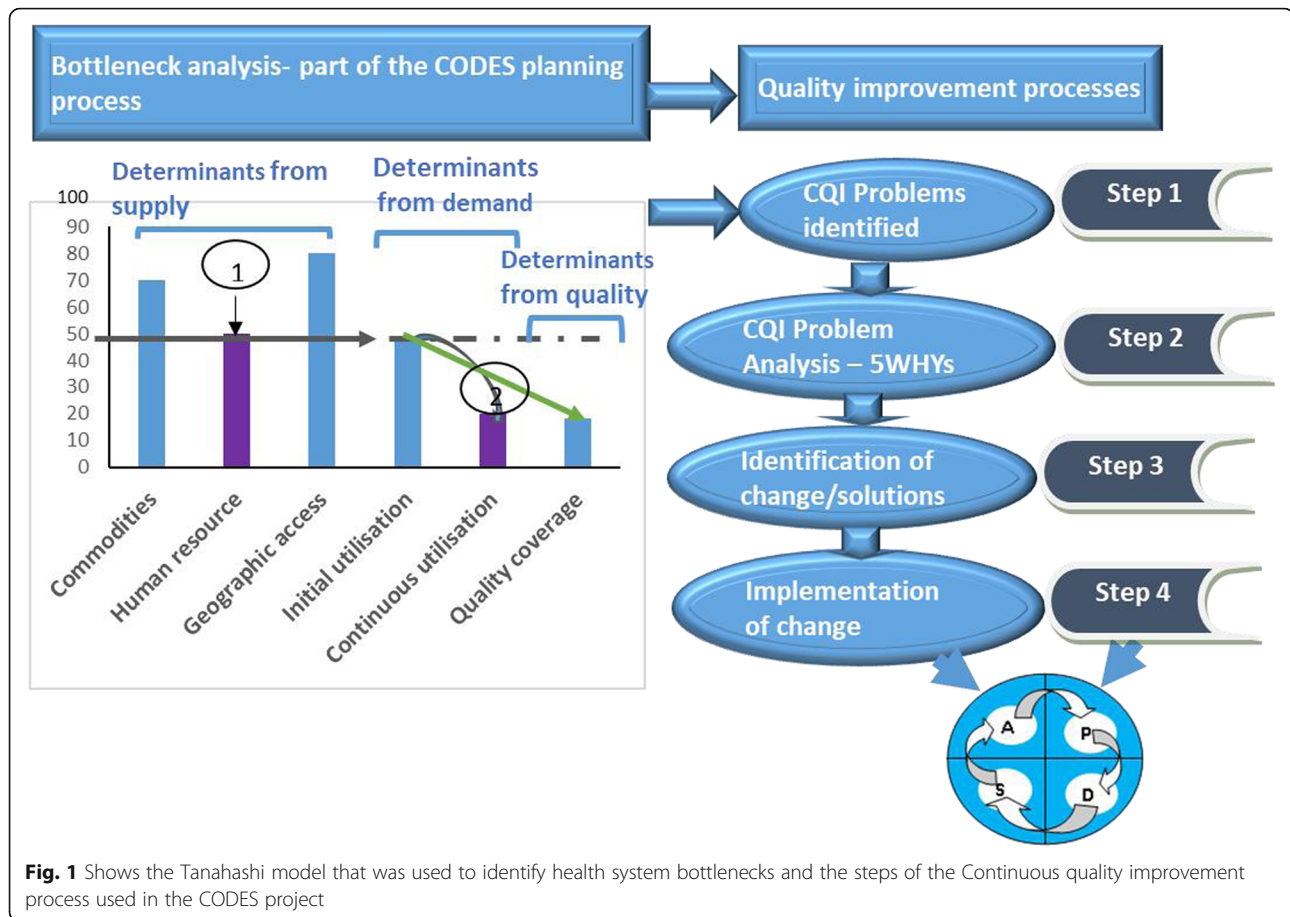 Bottleneck analysis- part of the CODES planning
process
Quality improvement processes
Determinants from
supply
Determinants
from demand
Determinants
from quality
100
90
80
70
60
50
40
30
20
10
0
1
2
Commodities
Human resource
Geographic access
Initial utilisation
Continuous utilisation
Quality coverage
CQI Problems
identified
Step 1
CQI Problem
Analysis – 5WHYs
Step 2
Identification of
change/solutions
Step 3
Implementation
of change
Step 4
A
P
S
D
Fig. 1 Shows the Tanahashi model that was used to identify health system bottlenecks and the steps of the Continuous quality improvement
process used in the CODES project